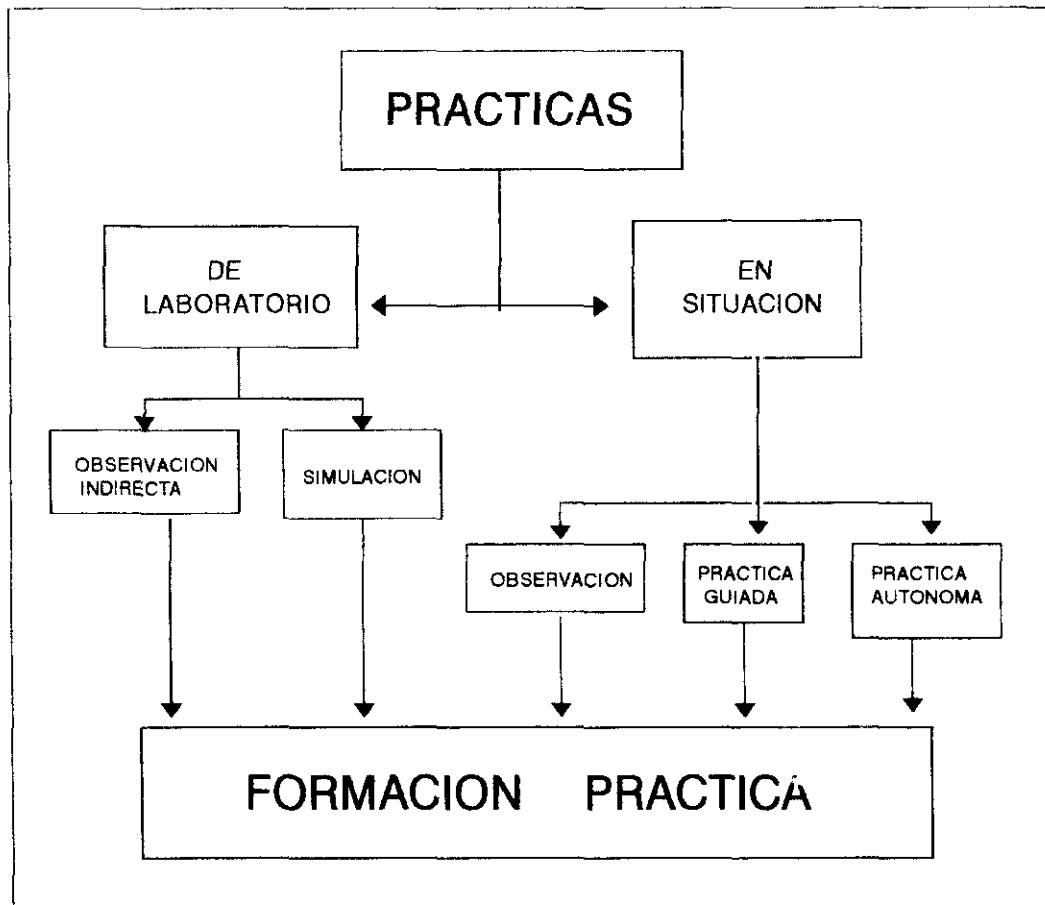 PRACTICAS
DE
LABORATORIO
EN
SITUACION
OBSERVACION
INDIRECTA
SIMULACION
OBSERVACION
PRACTICA
GUIADA
PRACTICA
AUTONOMA
FORMACION PRACTICA